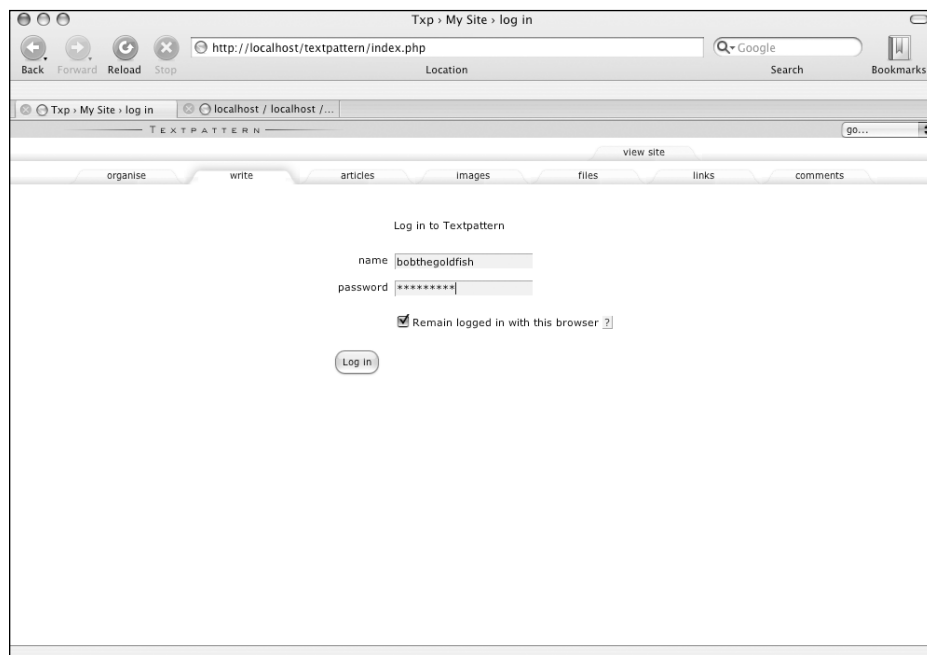 Txp › My Site › log in
http://localhost/textpattern/index.php
Google
Back Forward Reload Stop Location Search Bookmarks
Txp › My Site › log in localhost / localhost /...
TEXTPATTERN go...
view site
organise write articles images files links comments
Log in to Textpattern
name bobthegoldfish
password *********
Remain logged in with this browser ?
Log in